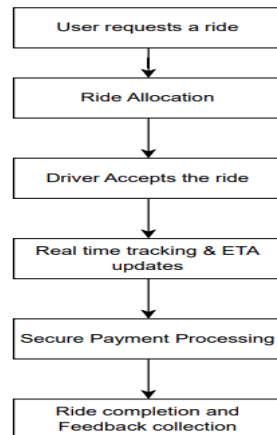 User requests a ride
Ride Allocation
Driver Accepts the ride
Real time tracking & ETA
updates
Secure Payment Processing
Ride completion and
Feedback collection